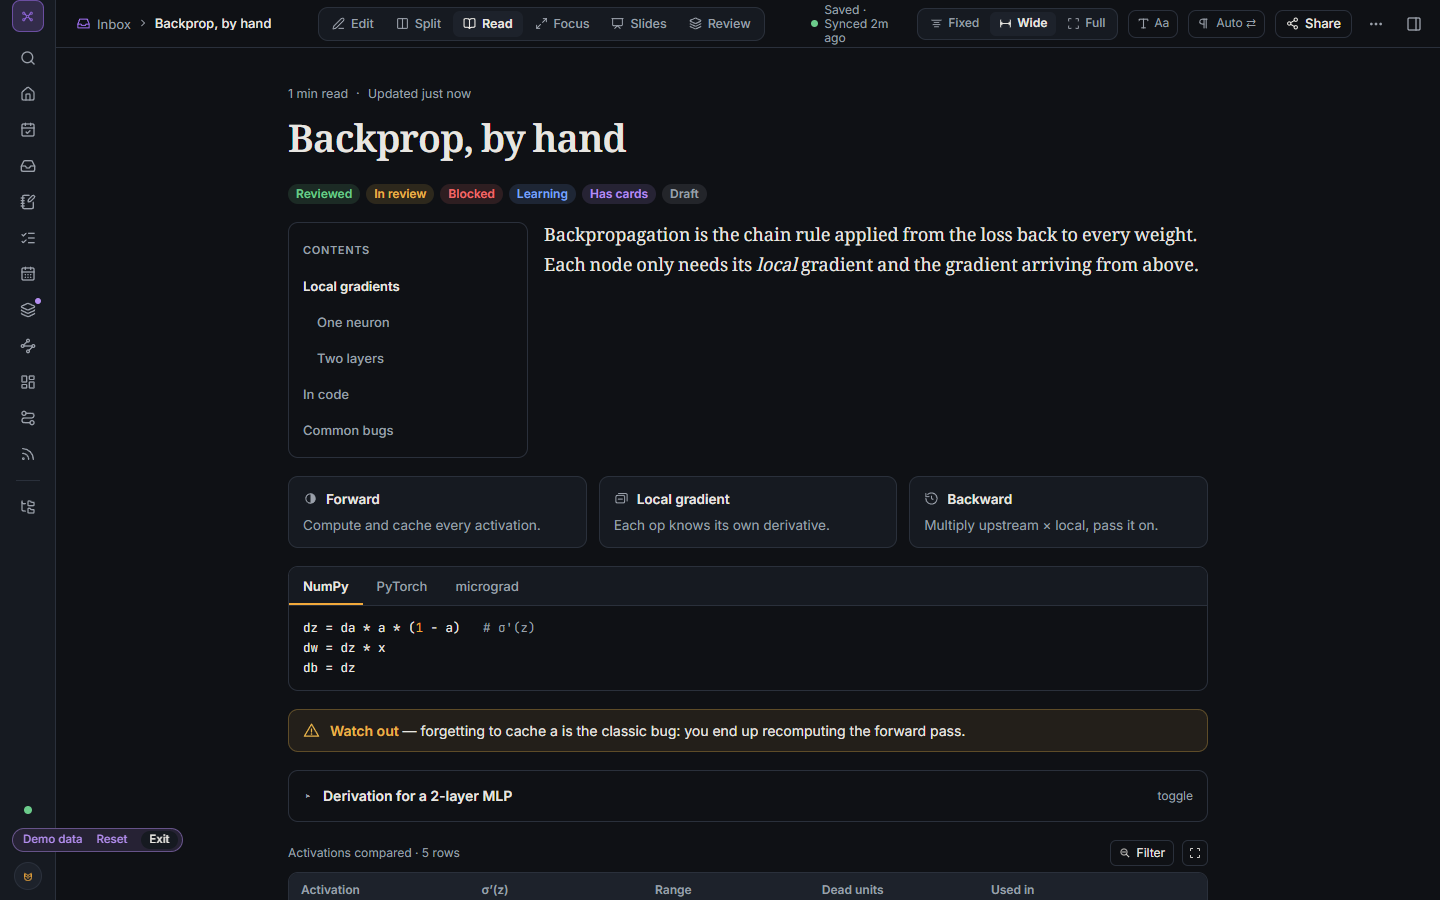 Inbox › Backprop, by hand
Edit Split Read Focus Slides Review
Saved ·
Synced 2m
ago
Fixed Wide Full
Aa
Auto
Share
1 min read · Updated just now
Backprop, by hand
Reviewed In review Blocked Learning Has cards Draft
CONTENTS
Local gradients
One neuron
Two layers
In code
Common bugs
Backpropagation is the chain rule applied from the loss back to every weight.
Each node only needs its local gradient and the gradient arriving from above.
Forward
Compute and cache every activation.
Local gradient
Each op knows its own derivative.
Backward
Multiply upstream × local, pass it on.
NumPy PyTorch micrograd
dz = da * a * (1 - a)   # σ'(z)
dw = dz * x
db = dz
Watch out — forgetting to cache a is the classic bug: you end up recomputing the forward pass.
Derivation for a 2-layer MLP
toggle
Demo data Reset Exit
Activations compared · 5 rows
Filter
Activation σ′(z) Range Dead units Used in